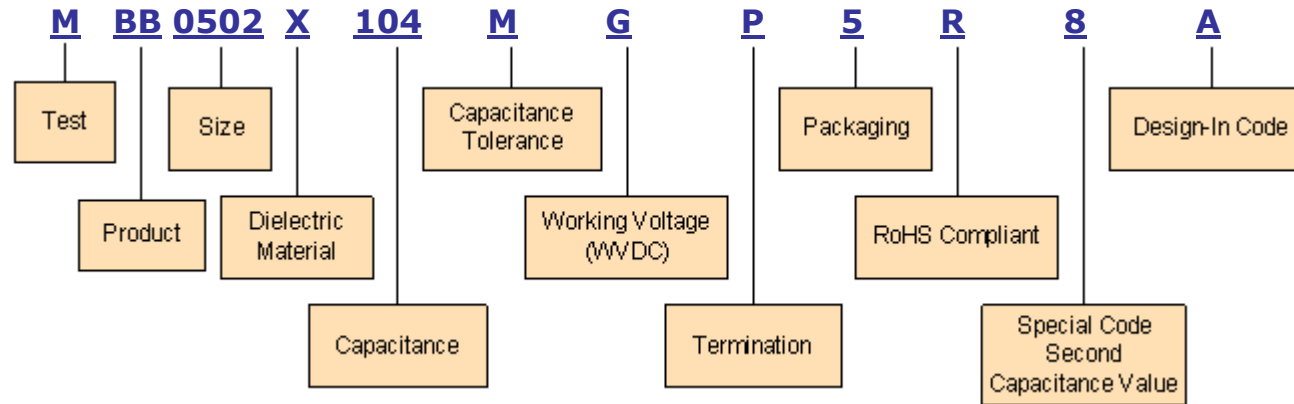 M BB 0502 X 104 M G P 5 R 8 A
Test
Size
Capacitance
Tolerance
Packaging
Design-In Code
Product
Dielectric
Material
Working Voltage
(WVDC)
RoHS Compliant
Capacitance
Termination
Special Code
Second
Capacitance Value